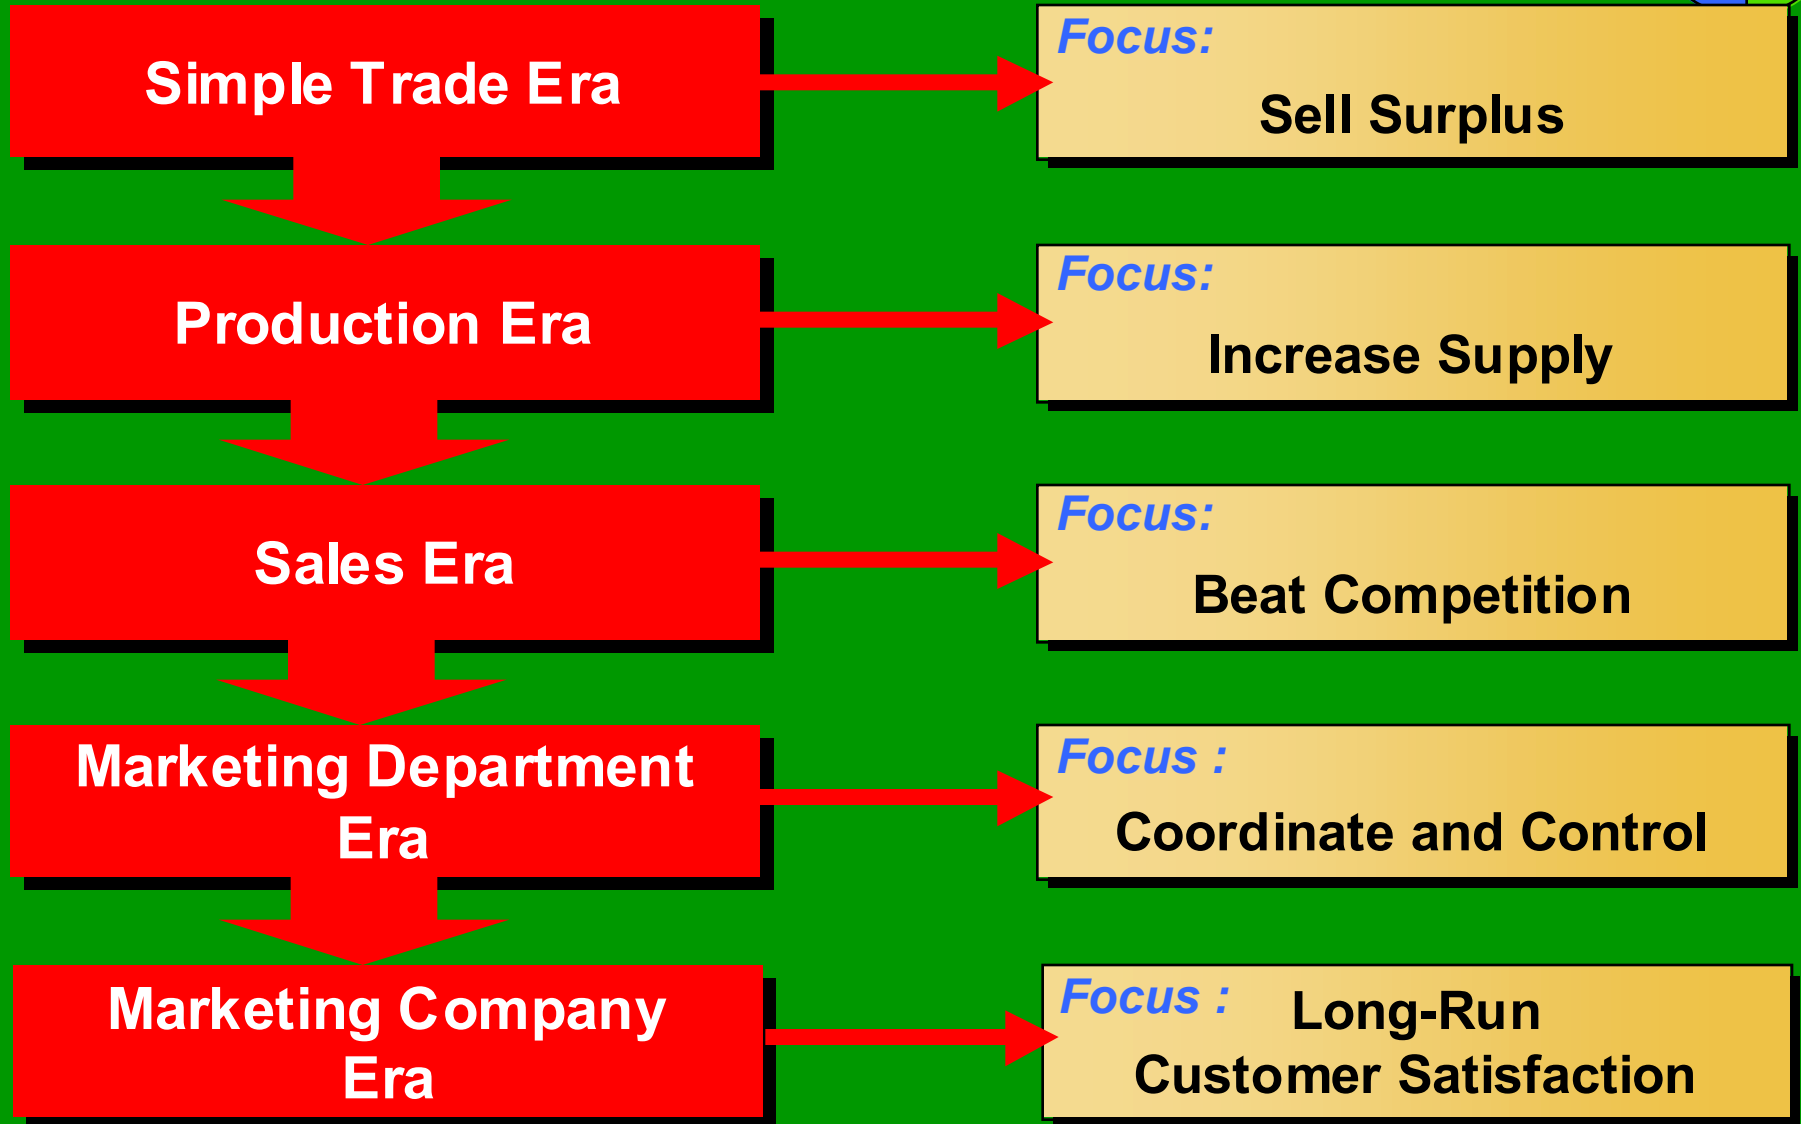 Simple Trade Era
Focus:
Sell Surplus
Production Era
Focus:
Increase Supply
Sales Era
Focus:
Beat Competition
Marketing Department
Era
Focus :
Coordinate and Control
Marketing Company
Era
Focus :
Long-Run
Customer Satisfaction